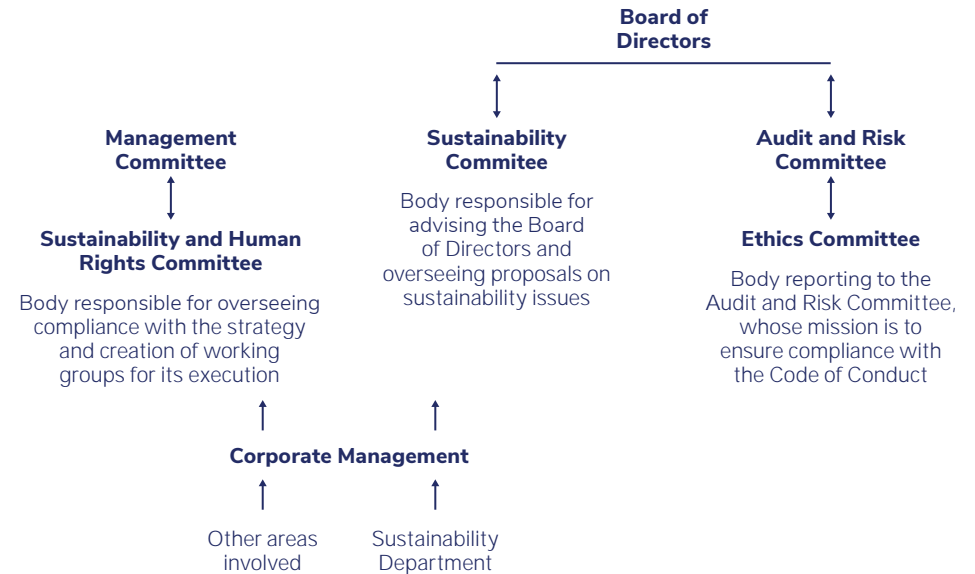 Board of
Directors
Management
Committee
Sustainability
Commitee
Audit and Risk
Committee
Sustainability and Human
Rights Committee
Body responsible for overseeing
compliance with the strategy
and creation of working
groups for its execution
Body responsible for
advising the Board
of Directors and
overseeing proposals on
sustainability issues
Ethics Committee
Body reporting to the
Audit and Risk Committee,
whose mission is to
ensure compliance with
the Code of Conduct
Corporate Management
Other areas
involved
Sustainability
Department